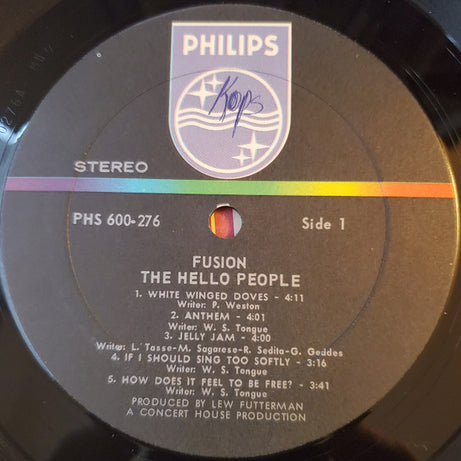 PHILIPS
Kops
STEREO
PHS 600-276
Side 1
FUSION
THE HELLO PEOPLE
1. WHITE WINGED DOVES - 4:11
Writer: P. Weston
2. ANTHEM - 4:01
Writer: W. S. Tongue
3. JELLY JAM - 4:00
Writer: L. Tasse-M. Sagarese-R. Sedita-G. Geddes
4. IF I SHOULD SING TOO SOFTLY - 3:16
Writer: W. S. Tongue
5. HOW DOES IT FEEL TO BE FREE? - 3:41
Writer: W. S. Tongue
PRODUCED BY LEW FUTTERMAN
A CONCERT HOUSE PRODUCTION